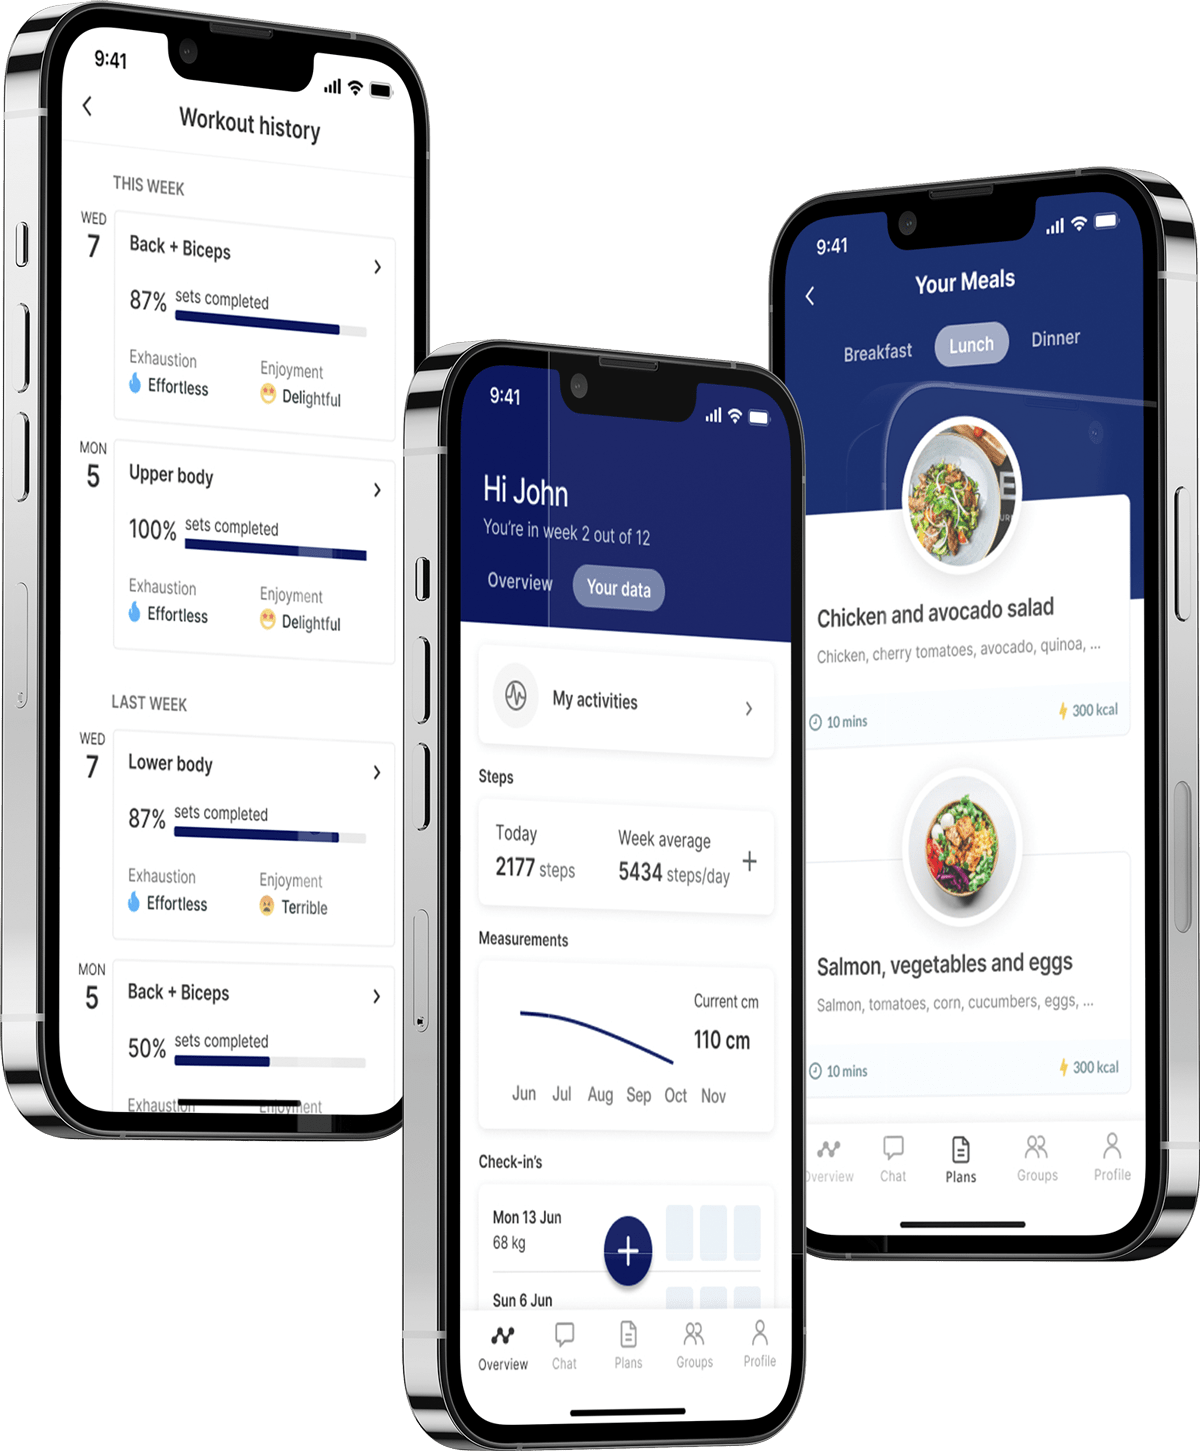 9:41
Workout history
THIS WEEK
WED
7
Back + Biceps
87% sets completed
Exhaustion Enjoyment
Effortless Delightful
MON
5
Upper body
100% sets completed
Exhaustion Enjoyment
Effortless Delightful
LAST WEEK
WED
7
Lower body
87% sets completed
Exhaustion Enjoyment
Effortless Terrible
MON
5
Back + Biceps
50% sets completed
Exhaustion Enjoyment
9:41
Hi John
You're in week 2 out of 12
Overview Your data
My activities
Steps
Today Week average
2177 steps 5434 steps/day +
Measurements
Current cm
110 cm
Jun Jul Aug Sep Oct Nov
Check-in's
Mon 13 Jun
68 kg
+
Sun 6 Jun
Overview Chat Plans Groups Profile
9:41
Your Meals
Breakfast Lunch Dinner
Chicken and avocado salad
Chicken, cherry tomatoes, avocado, quinoa, ...
10 mins 300 kcal
Salmon, vegetables and eggs
Salmon, tomatoes, corn, cucumbers, eggs, ...
10 mins 300 kcal
Overview Chat Plans Groups Profile